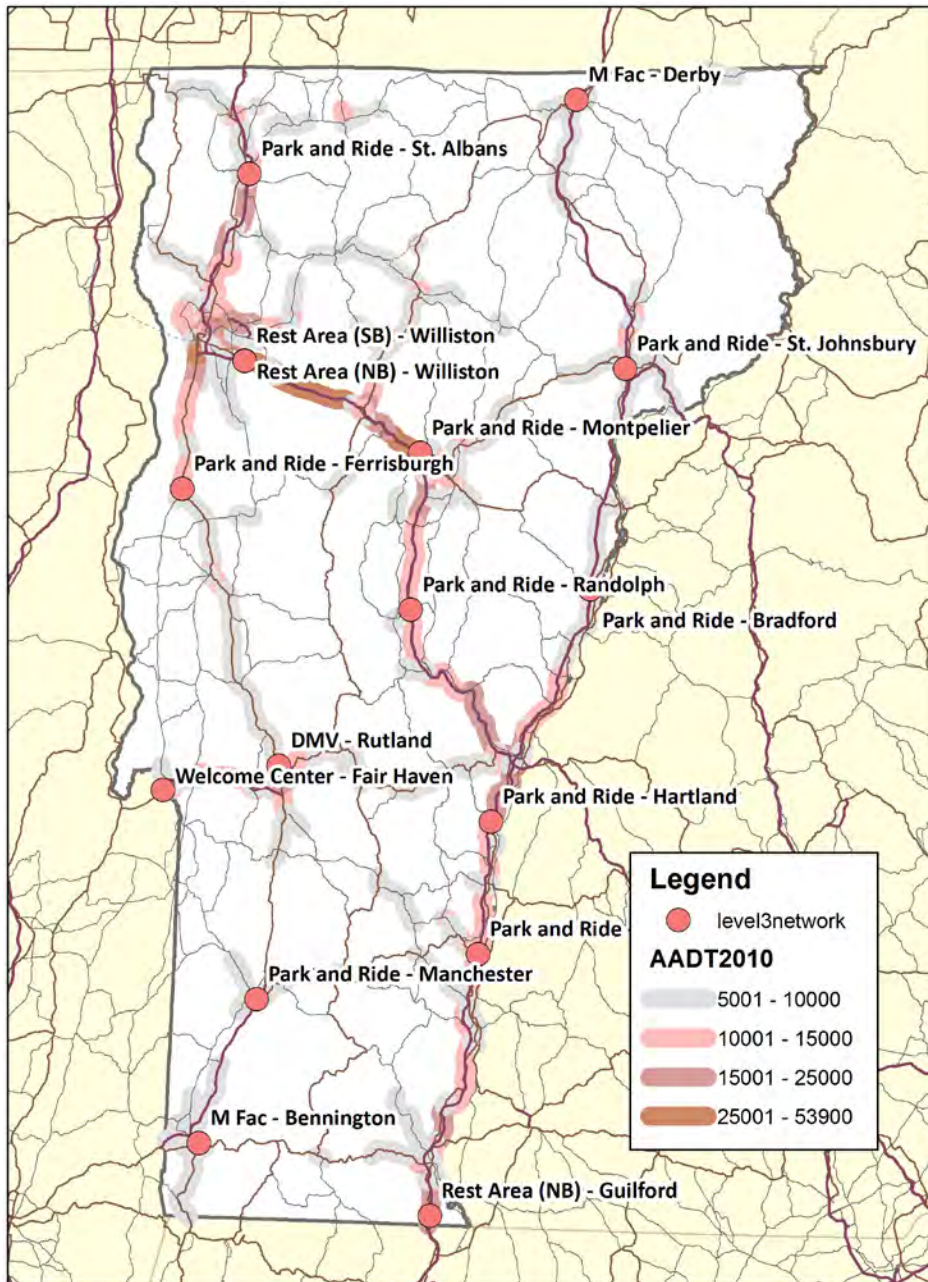 M Fac - Derby
Park and Ride - St. Albans
Rest Area (SB) - Williston
Park and Ride - St. Johnsbury
Rest Area (NB) - Williston
Park and Ride - Montpelier
Park and Ride - Ferrisburgh
Park and Ride - Randolph
Park and Ride - Bradford
DMV - Rutland
Welcome Center - Fair Haven
Park and Ride - Hartland
Park and Ride -
Park and Ride - Manchester
M Fac - Bennington
Rest Area (NB) - Guilford
Legend
level3network
AADT2010
5001 - 10000
10001 - 15000
15001 - 25000
25001 - 53900